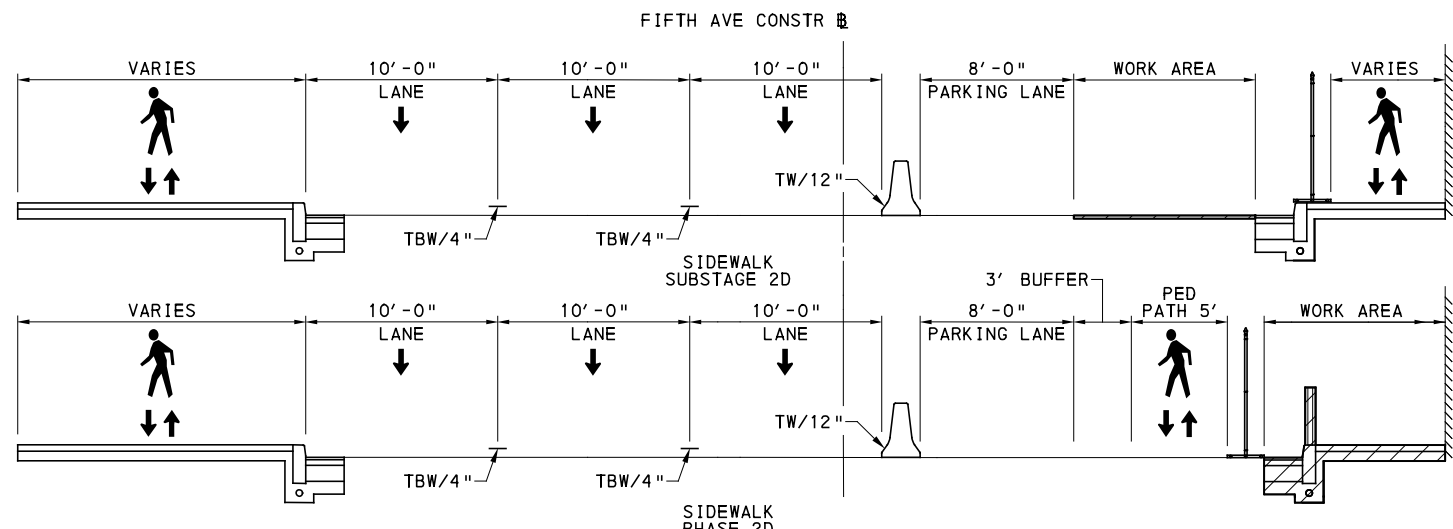 FIFTH AVE CONSTR ℄
VARIES 10'-0" 10'-0" 10'-0" 8'-0" WORK AREA VARIES
LANE LANE LANE PARKING LANE
TW/12"
TBW/4" TBW/4"
SIDEWALK
SUBSTAGE 2D
3' BUFFER
PED
PATH 5'
VARIES 10'-0" 10'-0" 10'-0" 8'-0" WORK AREA
LANE LANE LANE PARKING LANE
TW/12"
TBW/4" TBW/4"
SIDEWALK
PHASE 2D